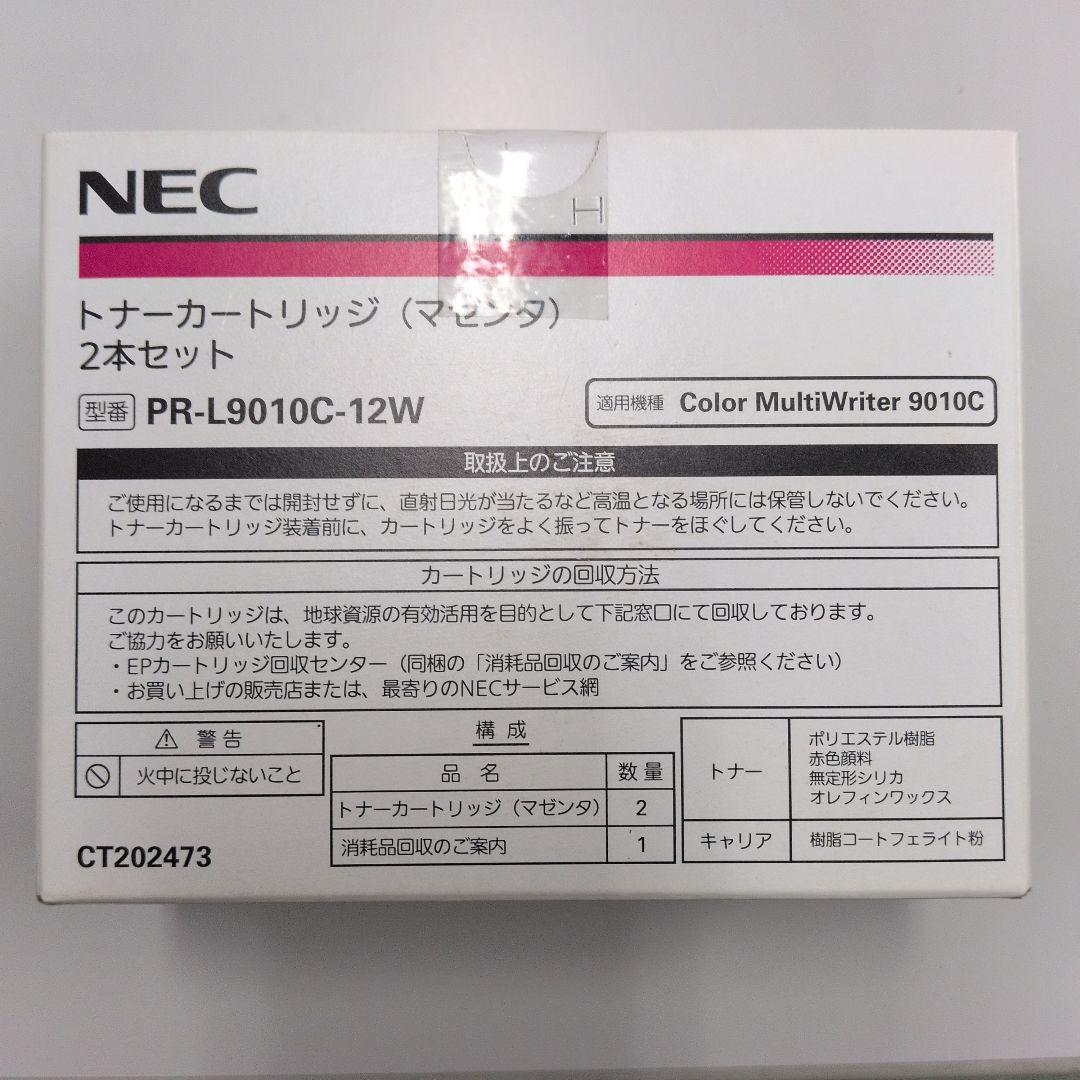 NEC
H
トナーカートリッジ（マゼンタ）
2本セット
型番 PR-L9010C-12W
適用機種 Color MultiWriter 9010C
取扱上のご注意
ご使用になるまでは開封せずに、直射日光が当たるなど高温となる場所には保管しないでください。
トナーカートリッジ装着前に、カートリッジをよく振ってトナーをほぐしてください。
カートリッジの回収方法
このカートリッジは、地球資源の有効活用を目的として下記窓口にて回収しております。
ご協力をお願いいたします。
・EPカートリッジ回収センター（同梱の「消耗品回収のご案内」をご参照ください）
・お買い上げの販売店または、最寄りのNECサービス網
⚠ 警告
火中に投じないこと
CT202473
構成
品名 数量
トナーカートリッジ（マゼンタ） 2
消耗品回収のご案内 1
トナー
ポリエステル樹脂
赤色顔料
無定形シリカ
オレフィンワックス
キャリア 樹脂コートフェライト粉